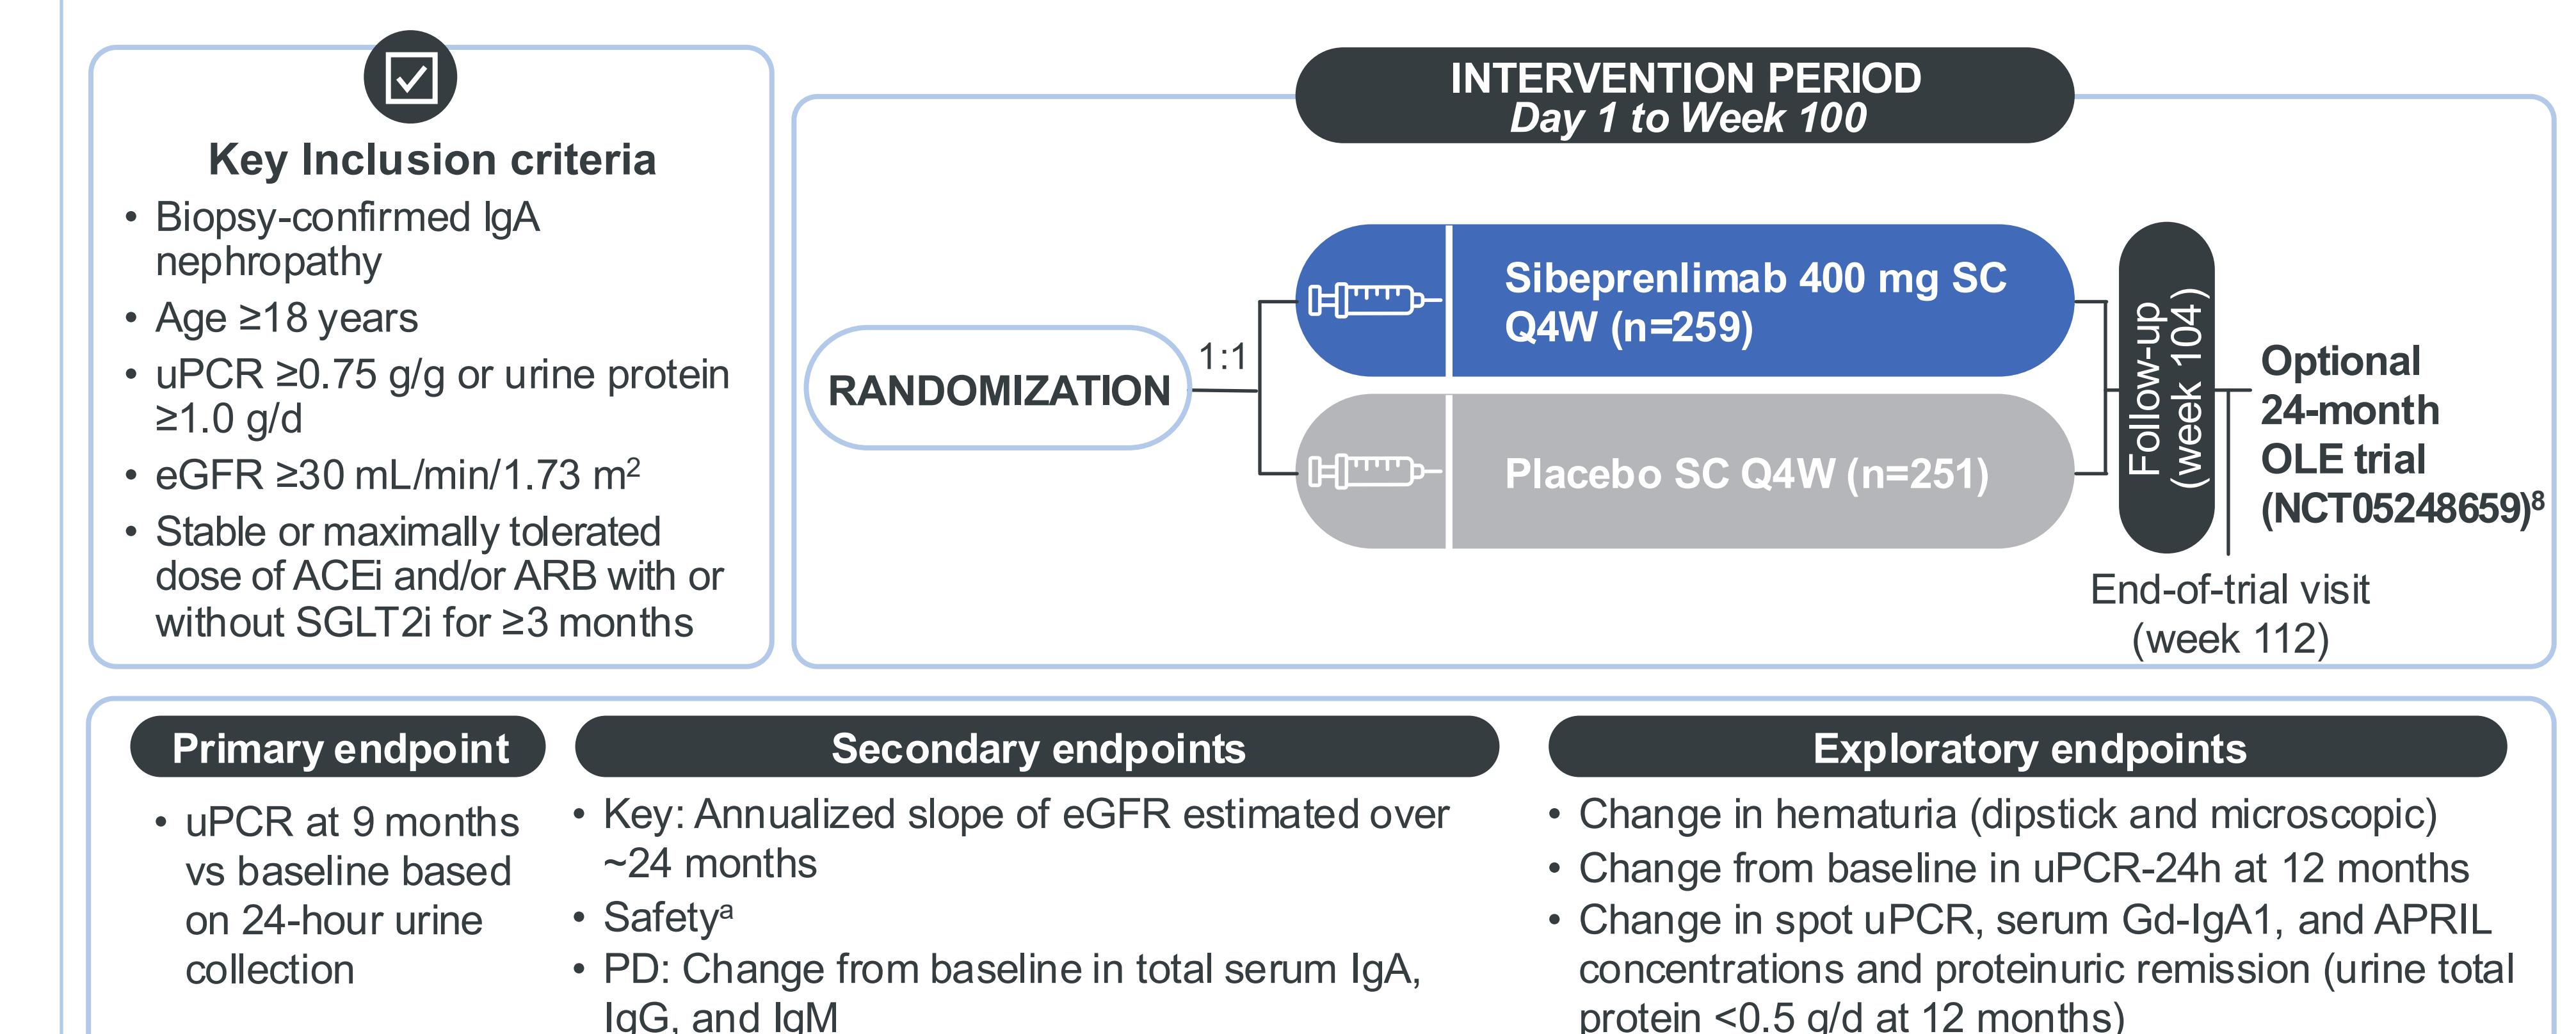 Key Inclusion criteria
• Biopsy-confirmed IgA
nephropathy
• Age ≥18 years
• uPCR ≥0.75 g/g or urine protein
≥1.0 g/d
• eGFR ≥30 mL/min/1.73 m²
• Stable or maximally tolerated
dose of ACEi and/or ARB with or
without SGLT2i for ≥3 months
INTERVENTION PERIOD
Day 1 to Week 100
RANDOMIZATION
1:1
Sibeprenlimab 400 mg SC
Q4W (n=259)
Placebo SC Q4W (n=251)
Follow-up
(week 104)
Optional
24-month
OLE trial
(NCT05248659)⁸
End-of-trial visit
(week 112)
Primary endpoint
• uPCR at 9 months
vs baseline based
on 24-hour urine
collection
Secondary endpoints
• Key: Annualized slope of eGFR estimated over
~24 months
• Safetyᵃ
• PD: Change from baseline in total serum IgA,
IgG, and IgM
Exploratory endpoints
• Change in hematuria (dipstick and microscopic)
• Change from baseline in uPCR-24h at 12 months
• Change in spot uPCR, serum Gd-IgA1, and APRIL
concentrations and proteinuric remission (urine total
protein <0.5 g/d at 12 months)